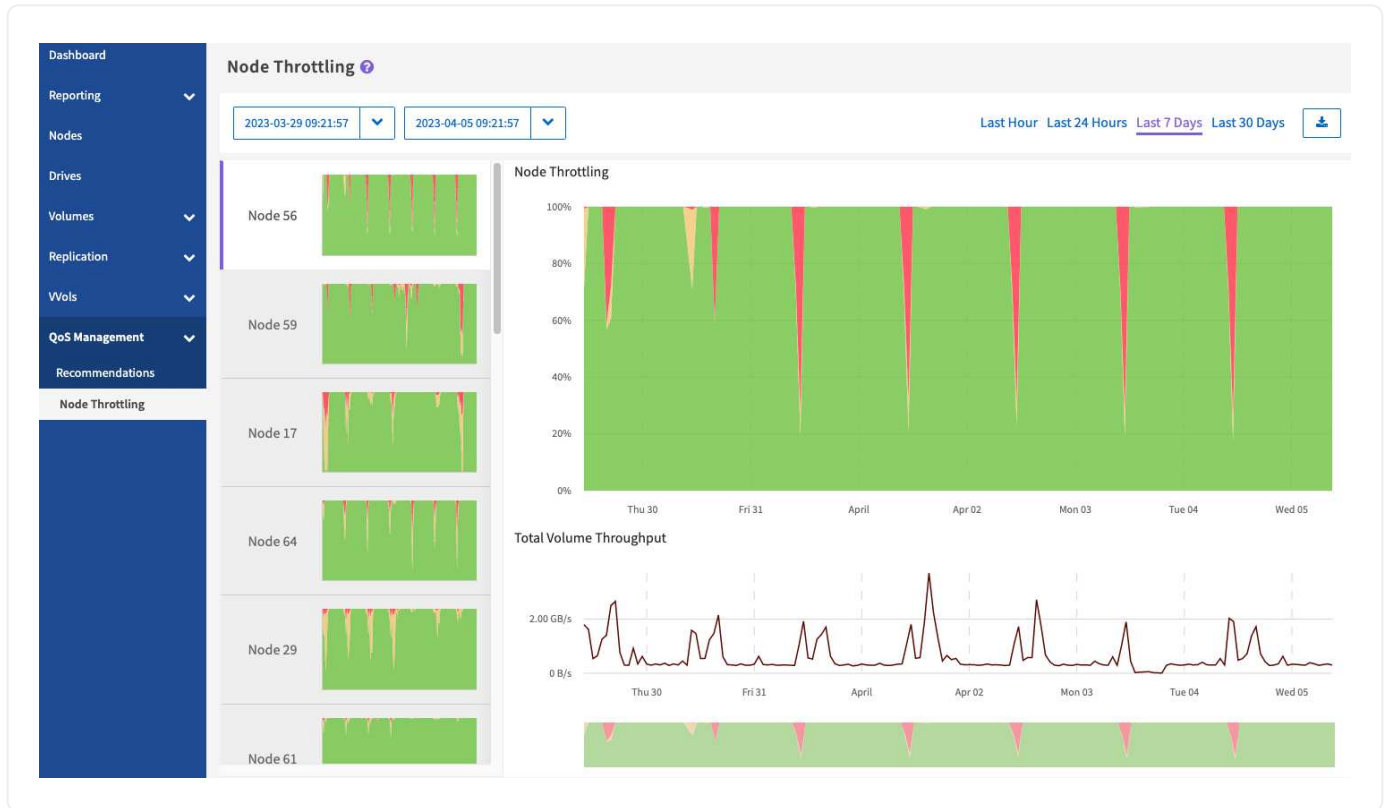 Dashboard
Reporting
Nodes
Drives
Volumes
Replication
VVols
QoS Management
Recommendations
Node Throttling
Node Throttling ?
2023-03-29 09:21:57
2023-04-05 09:21:57
Last Hour Last 24 Hours Last 7 Days Last 30 Days
Node 56
Node 59
Node 17
Node 64
Node 29
Node 61
Node Throttling
100%
80%
60%
40%
20%
0%
Thu 30 Fri 31 April Apr 02 Mon 03 Tue 04 Wed 05
Total Volume Throughput
2.00 GB/s
0 B/s
Thu 30 Fri 31 April Apr 02 Mon 03 Tue 04 Wed 05